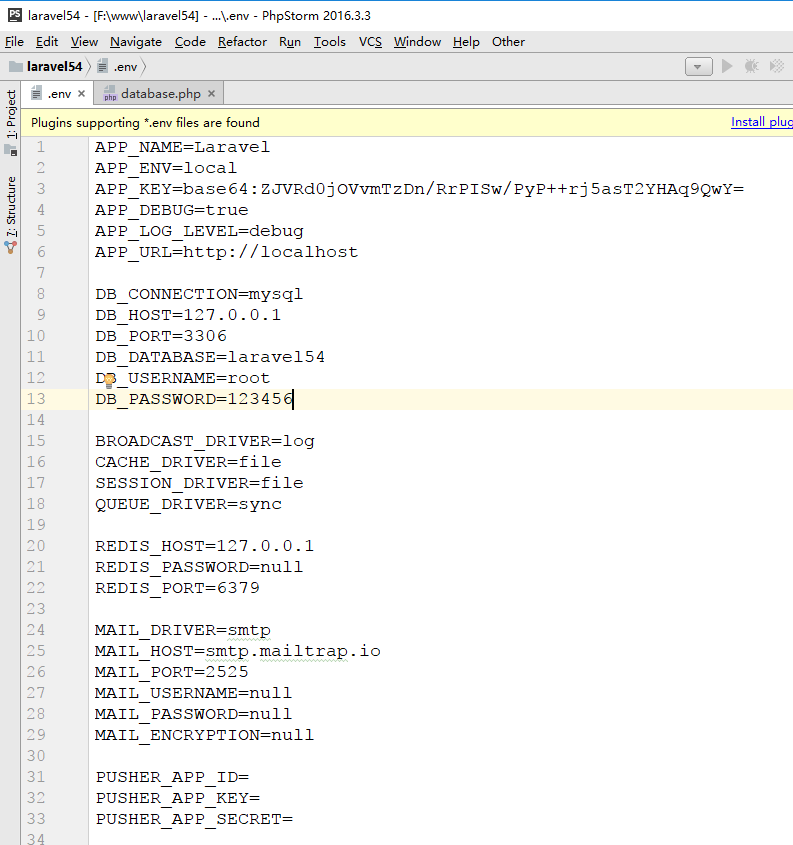 laravel54 - [F:\www\laravel54] - ...\.env - PhpStorm 2016.3.3
File Edit View Navigate Code Refactor Run Tools VCS Window Help Other
laravel54 .env
1: Project
7: Structure
.env database.php
Plugins supporting *.env files are found Install plug
1 APP_NAME=Laravel
2 APP_ENV=local
3 APP_KEY=base64:ZJVRd0jOVvmTzDn/RrPISw/PyP++rj5asT2YHAq9QwY=
4 APP_DEBUG=true
5 APP_LOG_LEVEL=debug
6 APP_URL=http://localhost
7
8 DB_CONNECTION=mysql
9 DB_HOST=127.0.0.1
10 DB_PORT=3306
11 DB_DATABASE=laravel54
12 DB_USERNAME=root
13 DB_PASSWORD=123456
14
15 BROADCAST_DRIVER=log
16 CACHE_DRIVER=file
17 SESSION_DRIVER=file
18 QUEUE_DRIVER=sync
19
20 REDIS_HOST=127.0.0.1
21 REDIS_PASSWORD=null
22 REDIS_PORT=6379
23
24 MAIL_DRIVER=smtp
25 MAIL_HOST=smtp.mailtrap.io
26 MAIL_PORT=2525
27 MAIL_USERNAME=null
28 MAIL_PASSWORD=null
29 MAIL_ENCRYPTION=null
30
31 PUSHER_APP_ID=
32 PUSHER_APP_KEY=
33 PUSHER_APP_SECRET=
34